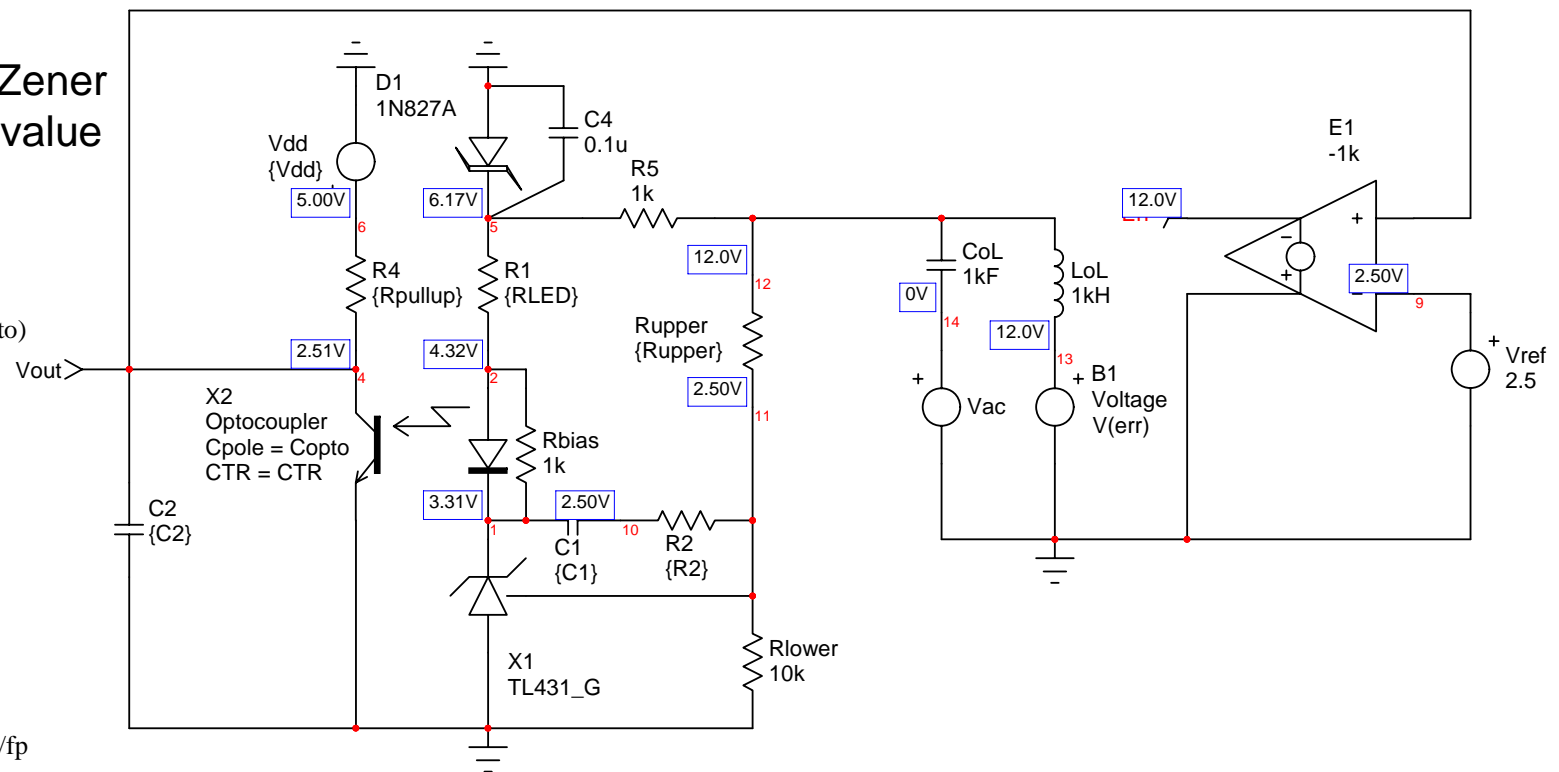 Zener
value
D1
1N827A
C4
0.1u
E1
-1k
Vdd
{Vdd}
R5
1k
5.00V
6.17V
6
5
12.0V
+
−
+
12.0V
12
CoL
1kF
LoL
1kH
2.50V
9
R4
{Rpullup}
R1
{RLED}
0V
14
Rupper
{Rupper}
12.0V
13
to)
2.51V
4.32V
Vout
4
2
2.50V
11
+
Vac
+
B1
Voltage
V(err)
+
Vref
2.5
X2
Optocoupler
Cpole = Copto
CTR = CTR
Rbias
1k
3.31V
2.50V
1
10
C2
{C2}
C1
{C1}
R2
{R2}
Rlower
10k
X1
TL431_G
/fp